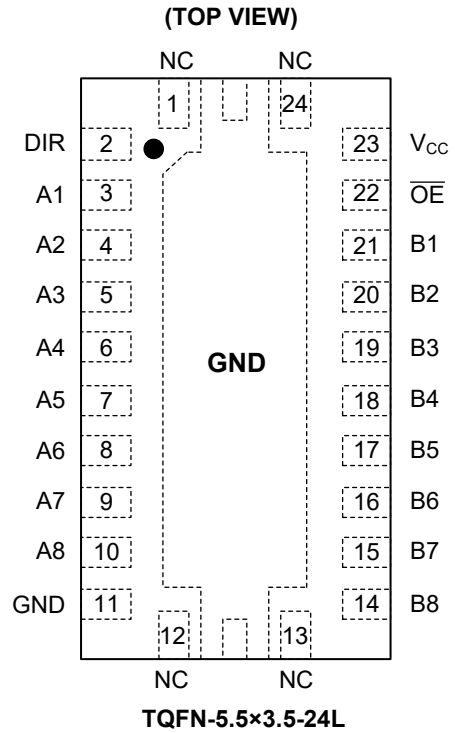 (TOP VIEW)
NC NC
1 24
DIR 2 23 VCC
A1 3 22 O̅E̅
A2 4 21 B1
A3 5 20 B2
A4 6 19 B3
GND
A5 7 18 B4
A6 8 17 B5
A7 9 16 B6
A8 10 15 B7
GND 11 14 B8
12 13
NC NC
TQFN-5.5×3.5-24L